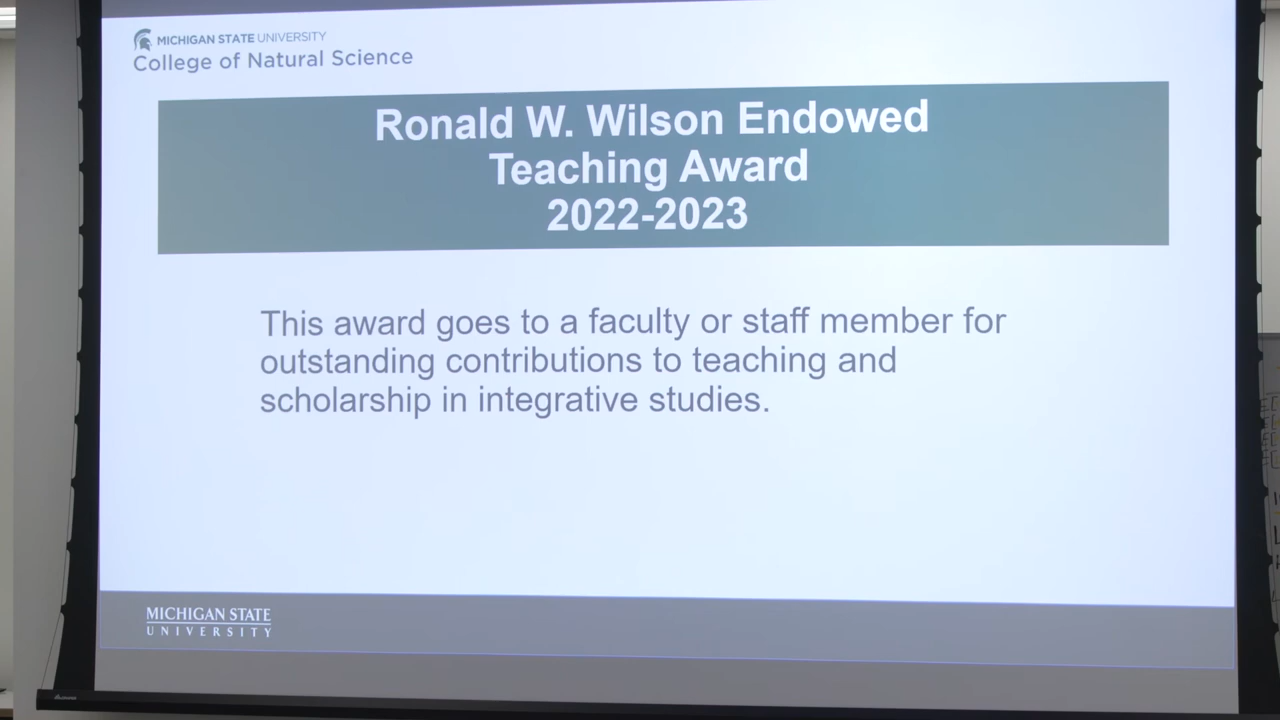 MICHIGAN STATE UNIVERSITY
College of Natural Science
Ronald W. Wilson Endowed
Teaching Award
2022-2023
This award goes to a faculty or staff member for
outstanding contributions to teaching and
scholarship in integrative studies.
MICHIGAN STATE
UNIVERSITY